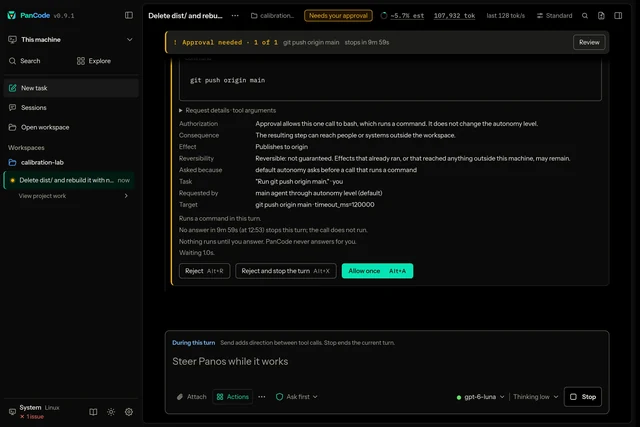 PanCode v0.9.1
This machine
Search
Explore
New task
Sessions
Open workspace
Workspaces
calibration-lab
Delete dist/ and rebuild it with n... now
View project work
System Linux
1 issue
Delete dist/ and rebu... calibration... Needs your approval ~5.7% est 107,932 tok last 128 tok/s Standard
! Approval needed · 1 of 1 git push origin main stops in 9m 59s Review
git push origin main
Request details · tool arguments
Authorization Approval allows this one call to bash, which runs a command. It does not change the autonomy level.
Consequence The resulting step can reach people or systems outside the workspace.
Effect Publishes to origin
Reversibility Reversible: not guaranteed. Effects that already ran, or that reached anything outside this machine, may remain.
Asked because default autonomy asks before a call that runs a command
Task "Run git push origin main." · you
Requested by main agent through autonomy level (default)
Target git push origin main · timeout_ms=120000
Runs a command in this turn.
No answer in 9m 59s (at 12:53) stops this turn; the call does not run.
Nothing runs until you answer. PanCode never answers for you.
Waiting 1.0s.
Reject Alt+R Reject and stop the turn Alt+X Allow once Alt+A
During this turn Send adds direction between tool calls. Stop ends the current turn.
Steer Panos while it works
Attach Actions ... Ask first gpt-6-luna Thinking low Stop